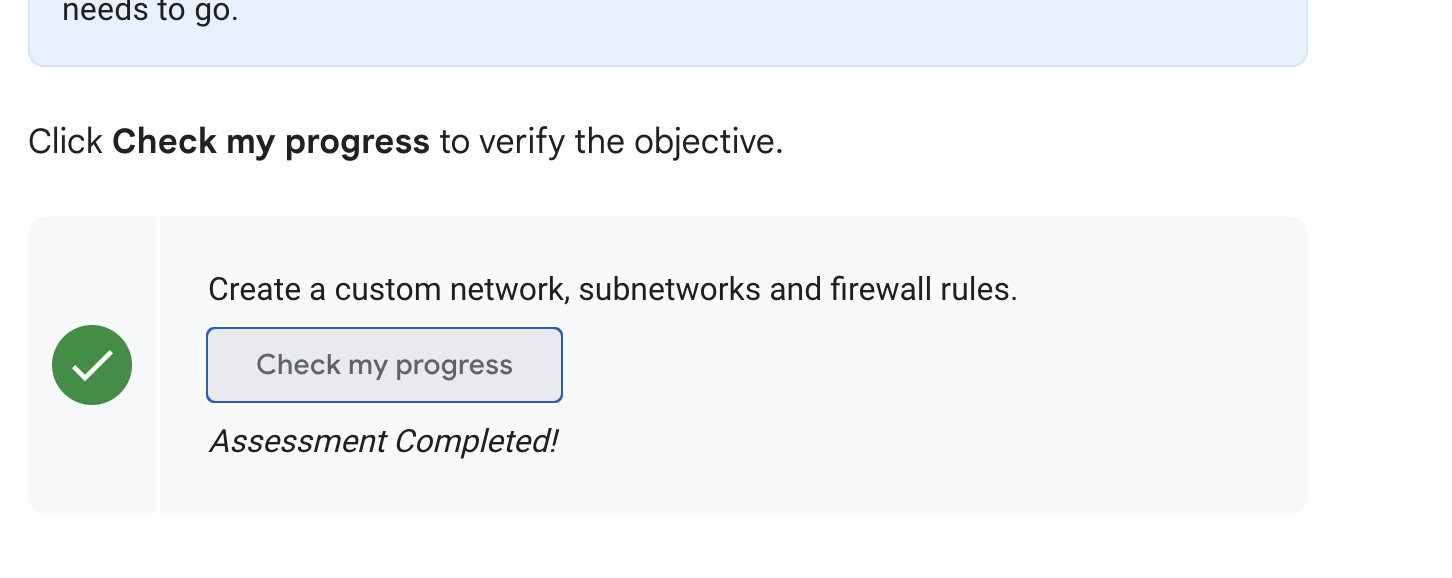 needs to go.
Click Check my progress to verify the objective.
Create a custom network, subnetworks and firewall rules.
Check my progress
Assessment Completed!